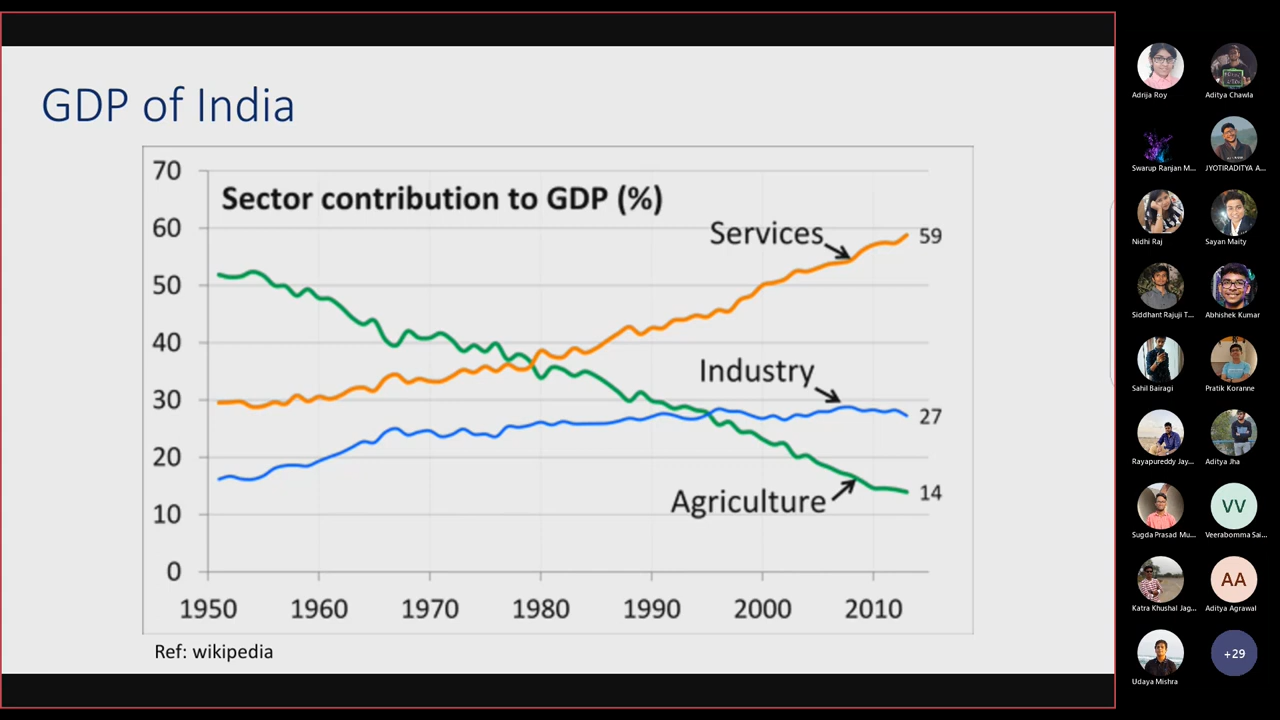 GDP of India
Sector contribution to GDP (%)
70
60
50
40
30
20
10
0
Services
59
Industry
27
Agriculture
14
1950 1960 1970 1980 1990 2000 2010
Ref: wikipedia
Adrija Roy
Aditya Chawla
Swarup Ranjan M...
JYOTIRADITYA A...
Nidhi Raj
Sayan Maity
Siddhant Rajuji T...
Abhishek Kumar
Sahil Bairagi
Pratik Koranne
Rayapureddy Jay...
Aditya Jha
VV
Sugda Prasad Mu...
Veerabomma Sai...
AA
Katra Khushal Jag...
Aditya Agrawal
+29
Udaya Mishra